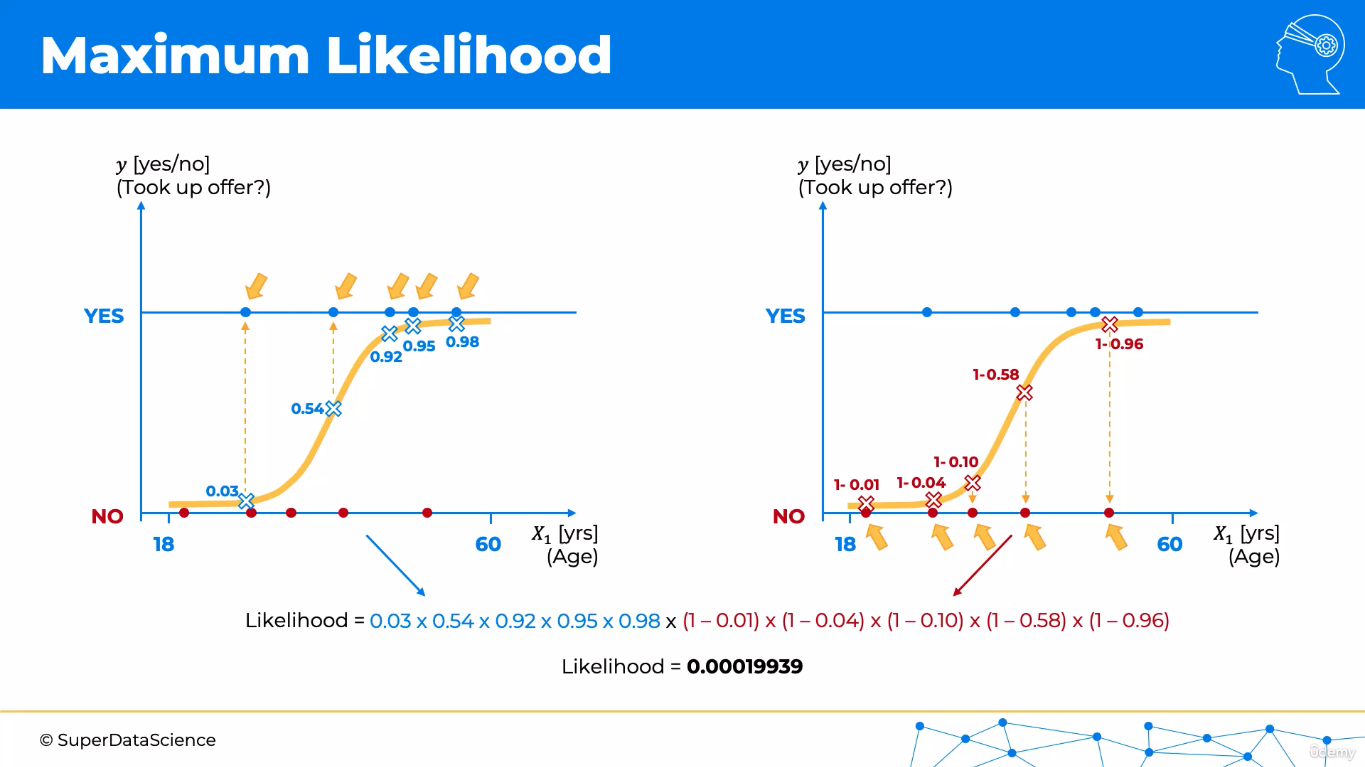 Maximum Likelihood
y [yes/no]
(Took up offer?)
YES
0.92
0.95
0.98
0.54
0.03
NO
18
60
X₁ [yrs]
(Age)
y [yes/no]
(Took up offer?)
YES
1-0.96
1-0.58
1-0.10
1-0.04
1-0.01
NO
18
60
X₁ [yrs]
(Age)
Likelihood = 0.03 x 0.54 x 0.92 x 0.95 x 0.98 x (1 – 0.01) x (1 – 0.04) x (1 – 0.10) x (1 – 0.58) x (1 – 0.96)
Likelihood = 0.00019939
© SuperDataScience
ûdemy